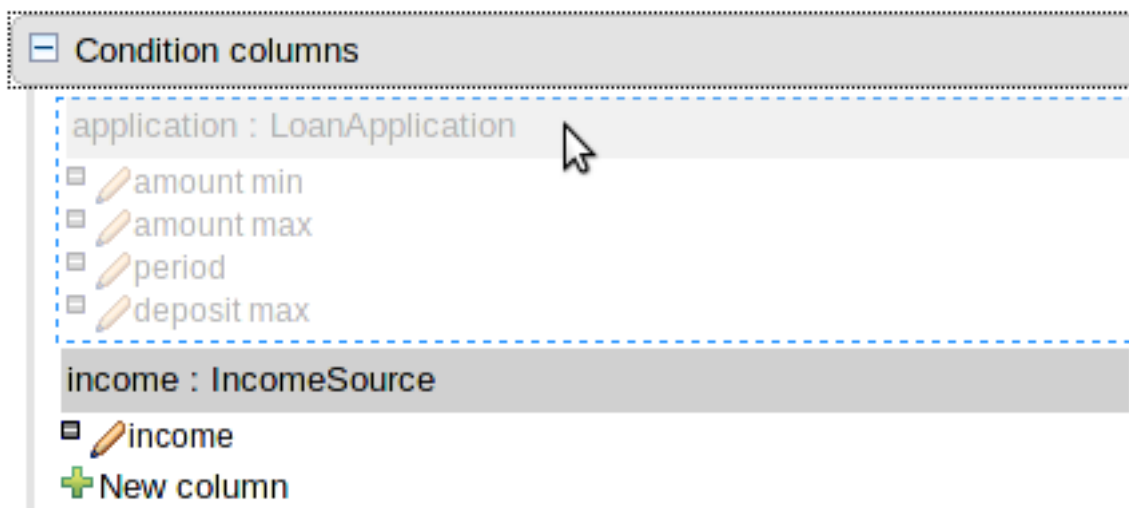 Condition columns
application : LoanApplication
amount min
amount max
period
deposit max
income : IncomeSource
income
New column